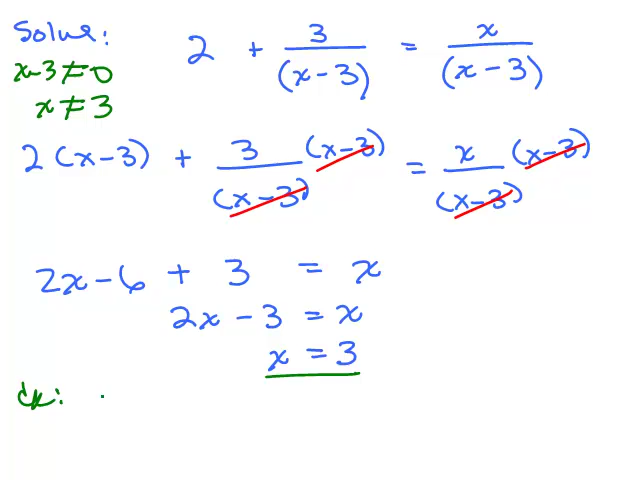 Solve:
2 + 3/(x-3) = x/(x-3)
x-3≠0
x≠3
2(x-3) + 3/(x-3) (x-3) = x/(x-3) (x-3)
2x-6 + 3 = x
2x-3 = x
x = 3
ck: